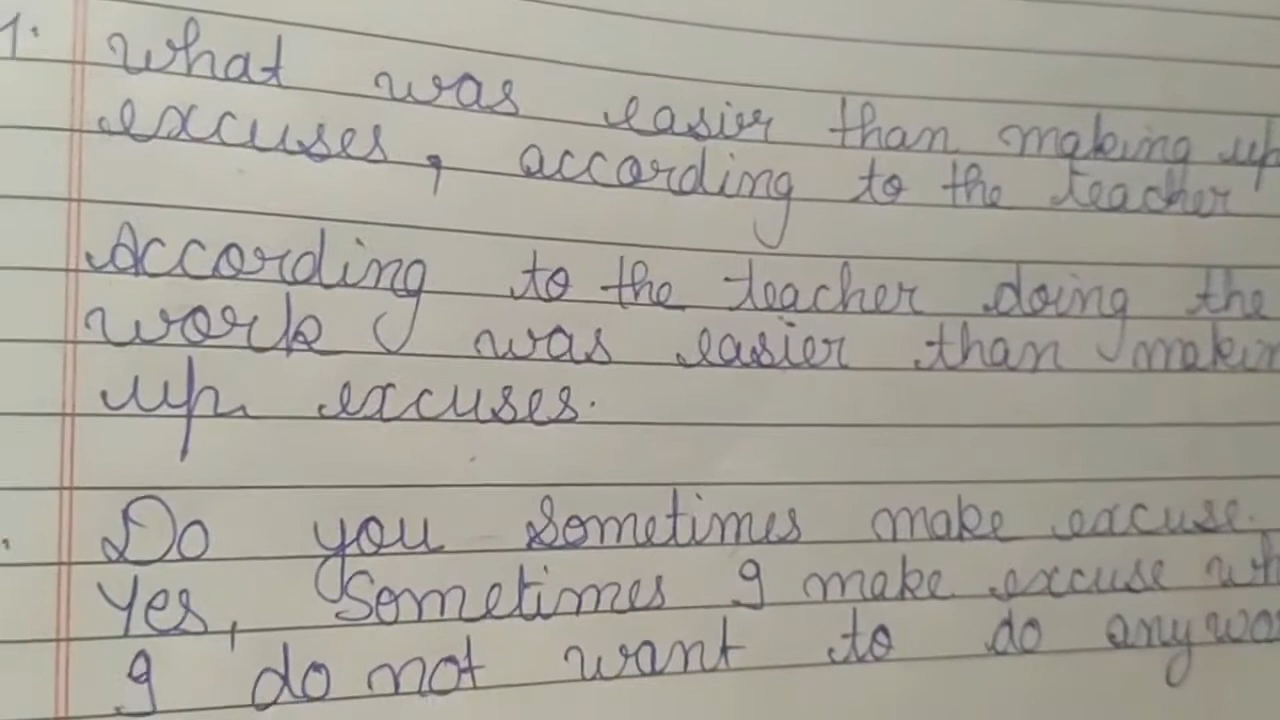 1. What was easier than making up
excuses, according to the teacher
According to the teacher doing the
work was easier than makin
up excuses.
Do you sometimes make excuse.
Yes, Sometimes I make excuse wh
I do not want to do anywo